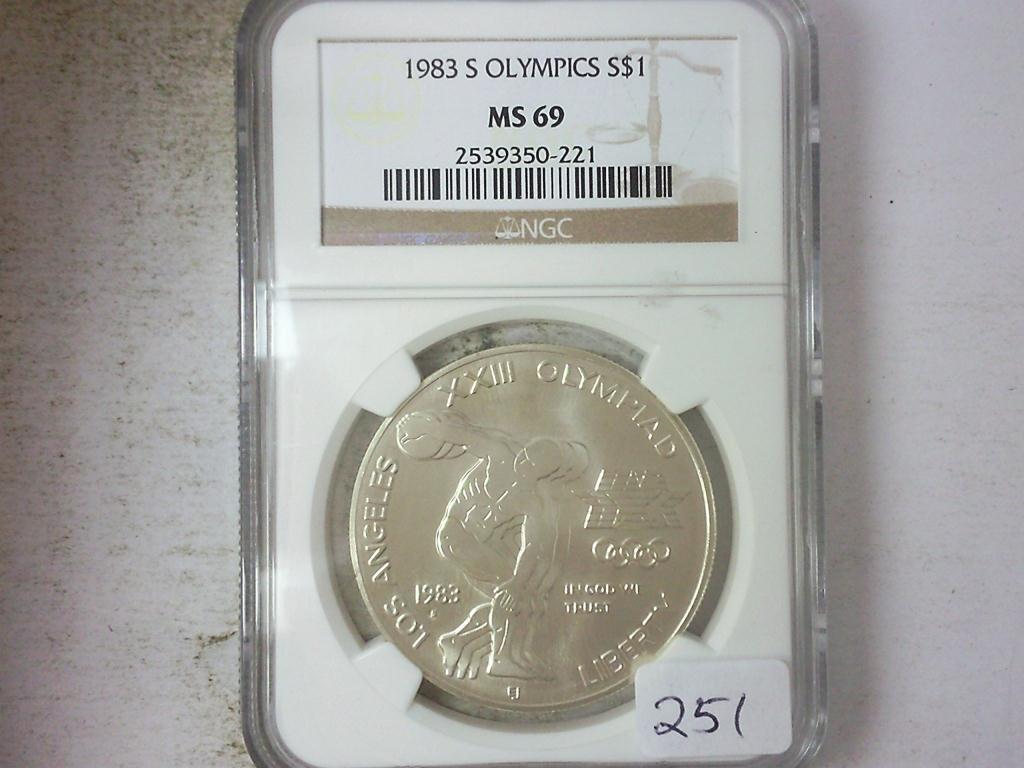 1983 S OLYMPICS S$1
MS 69
2539350-221
NGC
LOS ANGELES XXIII OLYMPIAD
1983
S
IN GOD WE
TRUST
LIBERTY
251